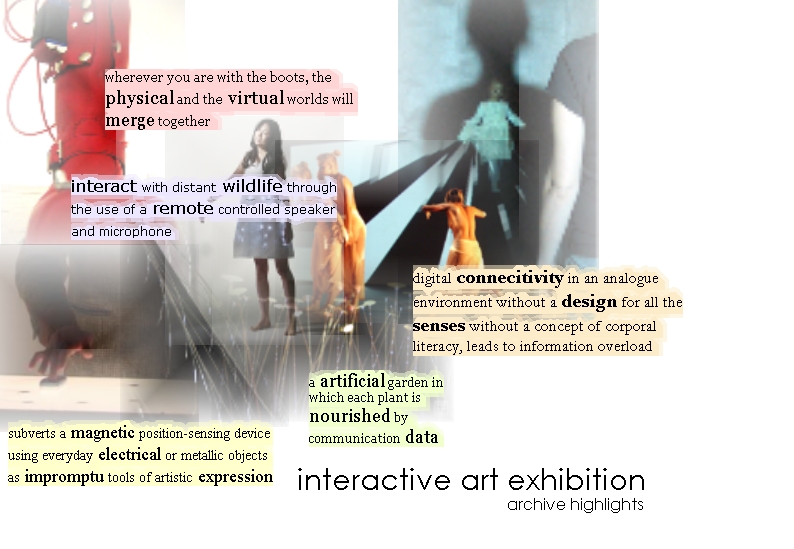 wherever you are with the boots, the
physical and the virtual worlds will
merge together
interact with distant wildlife through
the use of a remote controlled speaker
and microphone
digital connecitivity in an analogue
environment without a design for all the
senses without a concept of corporal
literacy, leads to information overload
a artificial garden in
which each plant is
nourished by
communication data
subverts a magnetic position-sensing device
using everyday electrical or metallic objects
as impromptu tools of artistic expression
interactive art exhibition
archive highlights